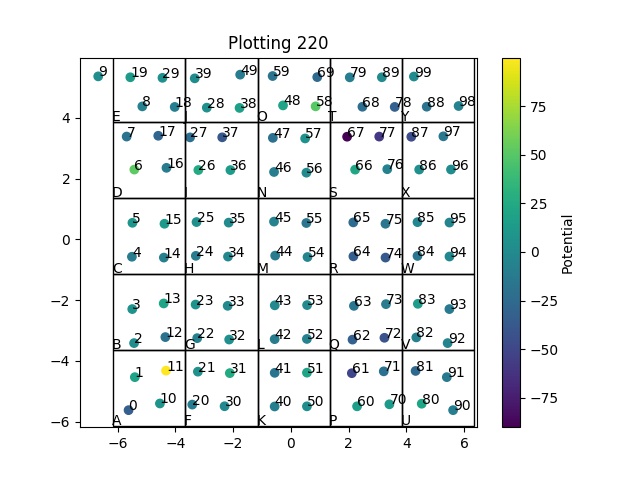 Plotting 220
9 19 29 39 49 59 69 79 89 99
8 18 28 38 48 58 68 78 88 98
E J O T Y
7 17 27 37 47 57 67 77 87 97
6 16 26 36 46 56 66 76 86 96
D I N S X
5 15 25 35 45 55 65 75 85 95
4 14 24 34 44 54 64 74 84 94
C H M R W
3 13 23 33 43 53 63 73 83 93
2 12 22 32 42 52 62 72 82 92
B G L Q V
1 11 21 31 41 51 61 71 81 91
0 10 20 30 40 50 60 70 80 90
A F K P U
4
2
0
−2
−4
−6
−6 −4 −2 0 2 4 6
75
50
25
0
−25
−50
−75
Potential